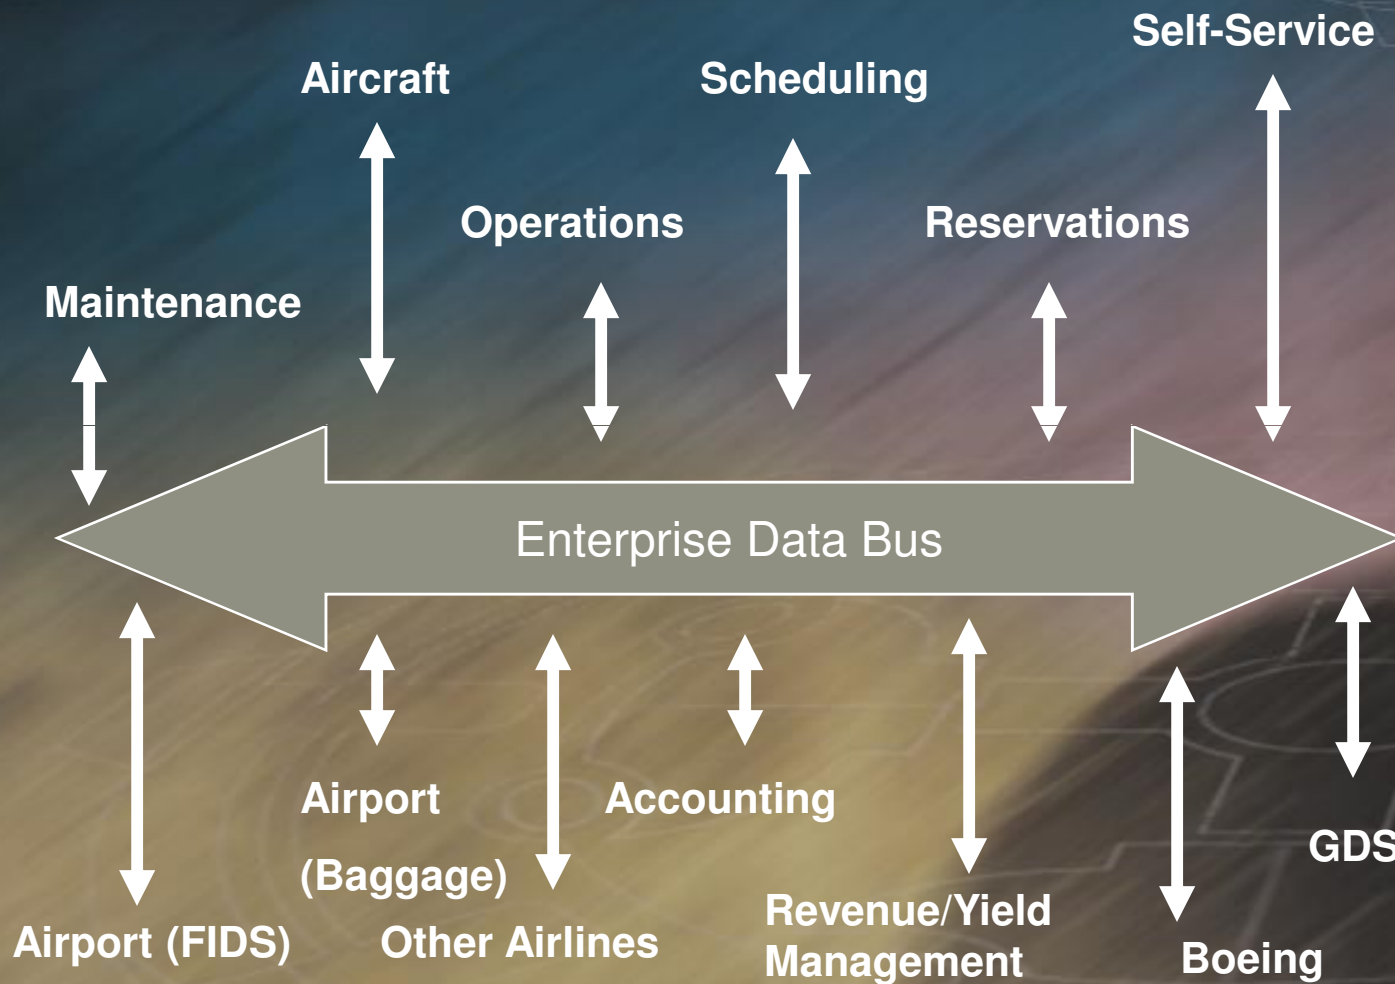 Self-Service
Aircraft
Scheduling
Operations
Reservations
Maintenance
Enterprise Data Bus
Airport
(Baggage)
Accounting
GDS
Airport (FIDS)
Other Airlines
Revenue/Yield
Management
Boeing